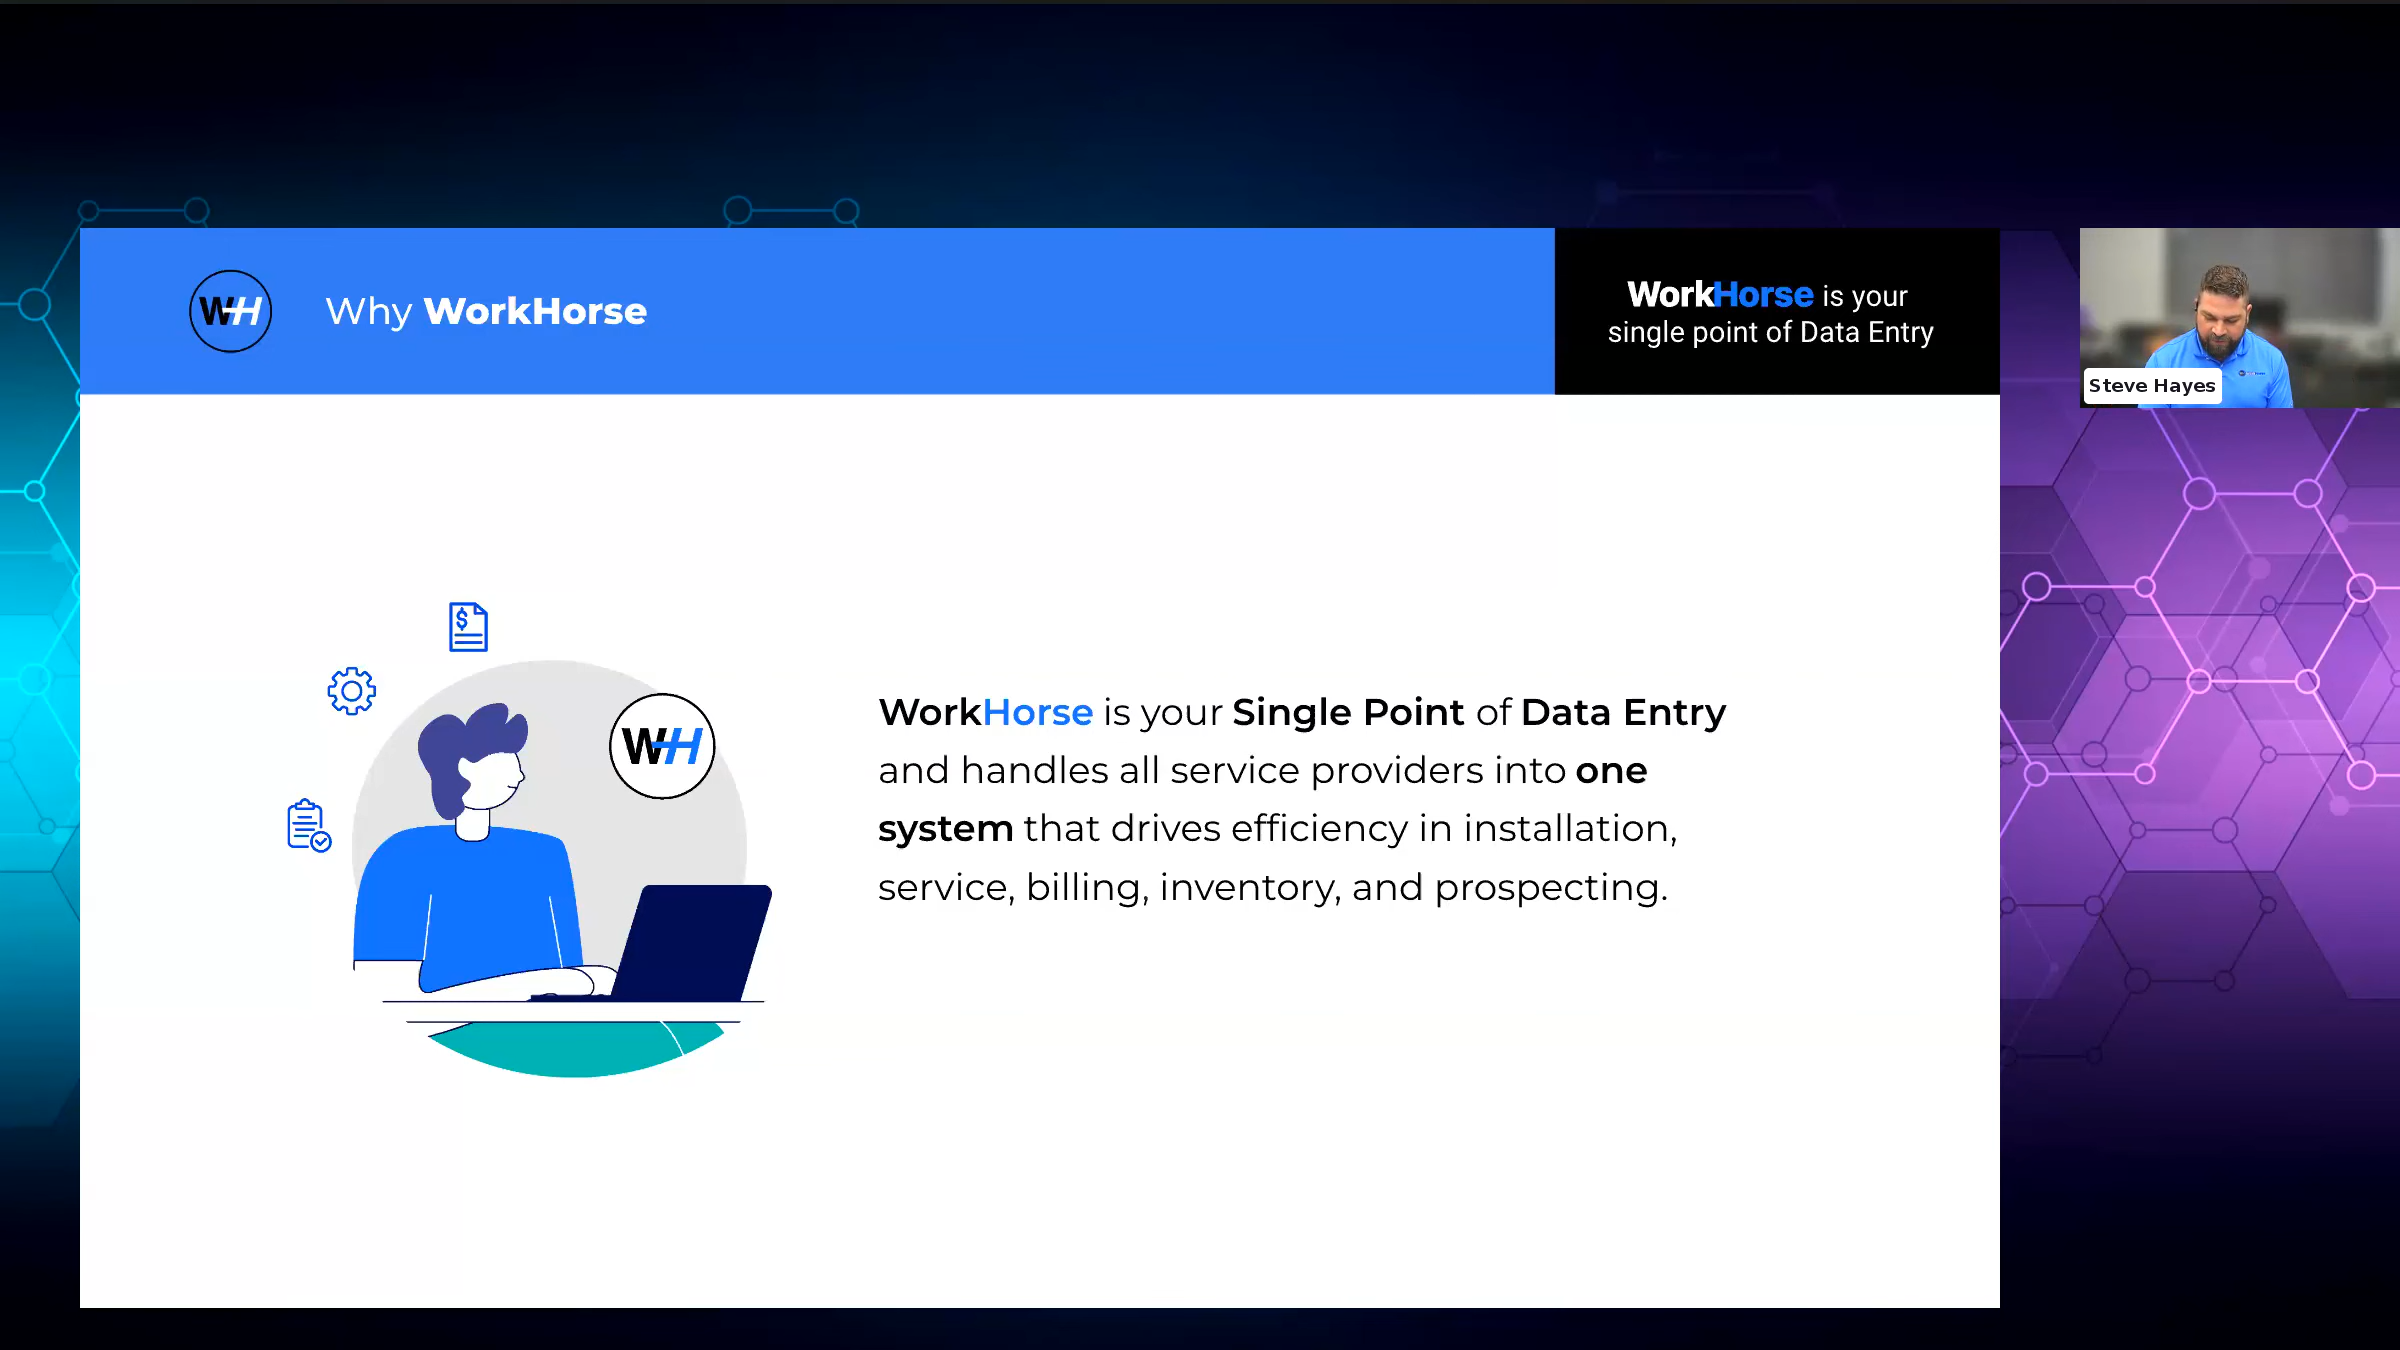 WH
Why WorkHorse
WorkHorse is your
single point of Data Entry
Steve Hayes
$
WH
WorkHorse is your Single Point of Data Entry
and handles all service providers into one
system that drives efficiency in installation,
service, billing, inventory, and prospecting.